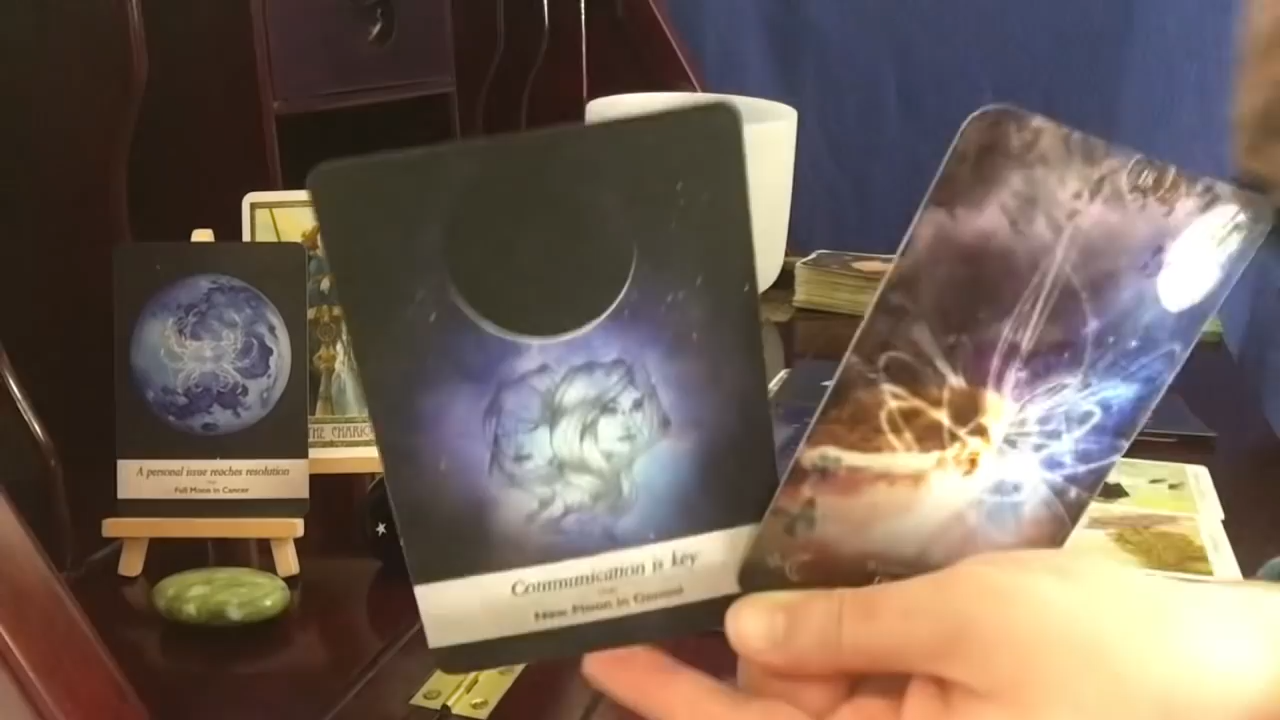 A personal issue reaches resolution
Full Moon in Cancer
THE CHARIO
Communication is key
New Moon in Gemini